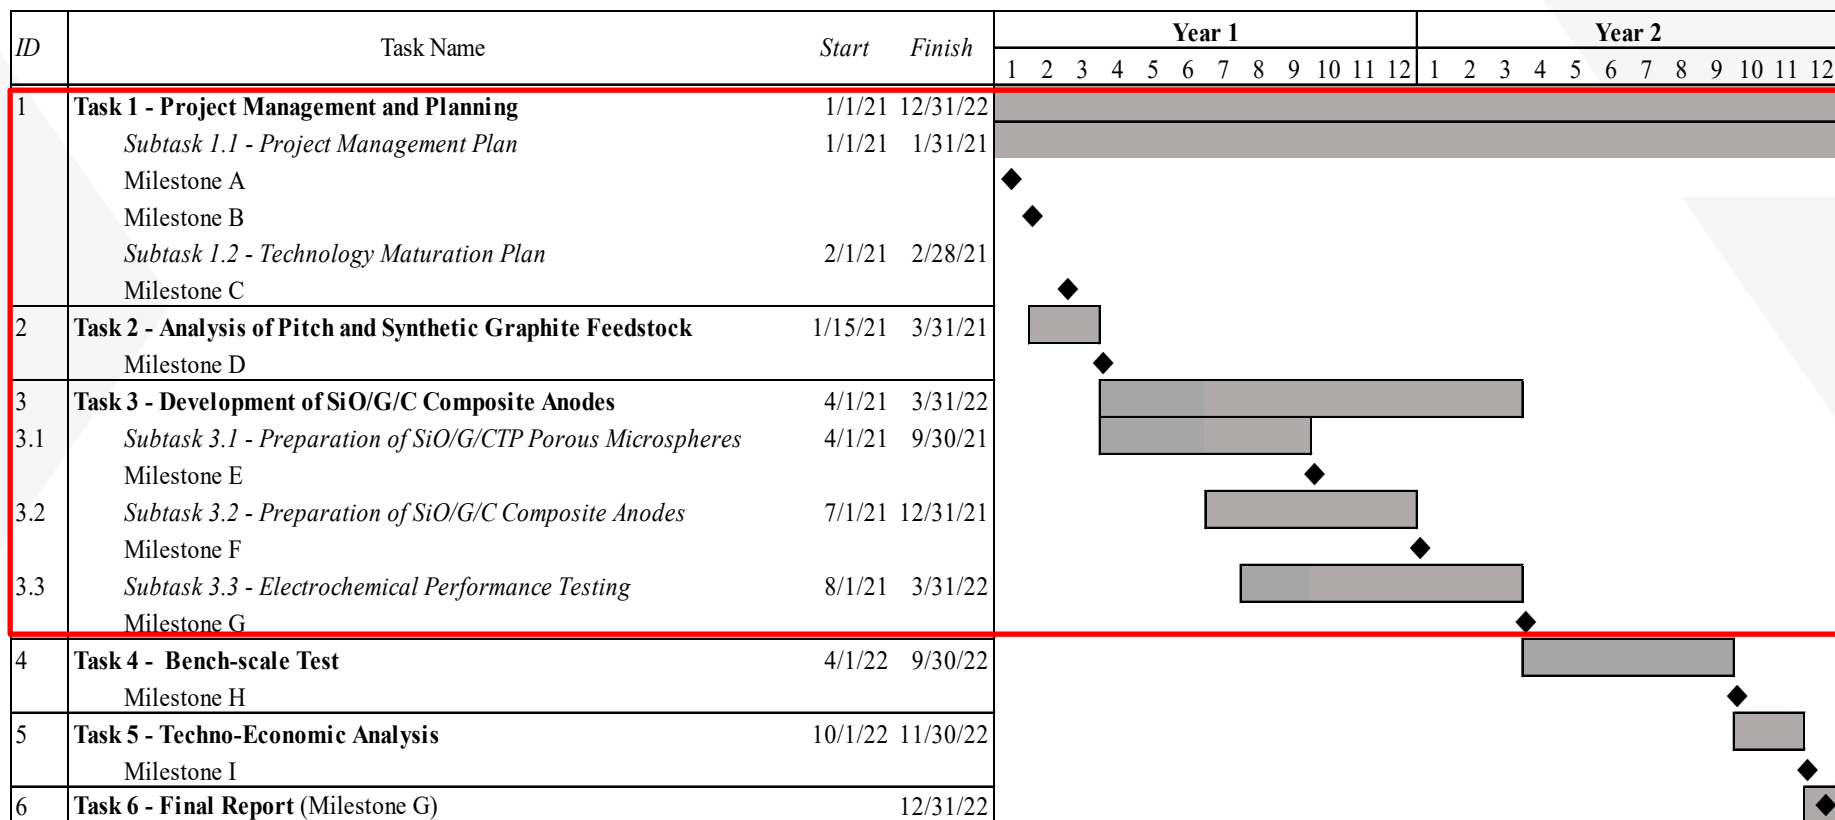 ID Task Name Start Finish Year 1 Year 2
1 2 3 4 5 6 7 8 9 10 11 12 1 2 3 4 5 6 7 8 9 10 11 12
1 Task 1 - Project Management and Planning 1/1/21 12/31/22
Subtask 1.1 - Project Management Plan 1/1/21 1/31/21
Milestone A
Milestone B
Subtask 1.2 - Technology Maturation Plan 2/1/21 2/28/21
Milestone C
2 Task 2 - Analysis of Pitch and Synthetic Graphite Feedstock 1/15/21 3/31/21
Milestone D
3 Task 3 - Development of SiO/G/C Composite Anodes 4/1/21 3/31/22
3.1 Subtask 3.1 - Preparation of SiO/G/CTP Porous Microspheres 4/1/21 9/30/21
Milestone E
3.2 Subtask 3.2 - Preparation of SiO/G/C Composite Anodes 7/1/21 12/31/21
Milestone F
3.3 Subtask 3.3 - Electrochemical Performance Testing 8/1/21 3/31/22
Milestone G
4 Task 4 - Bench-scale Test 4/1/22 9/30/22
Milestone H
5 Task 5 - Techno-Economic Analysis 10/1/22 11/30/22
Milestone I
6 Task 6 - Final Report (Milestone G) 12/31/22